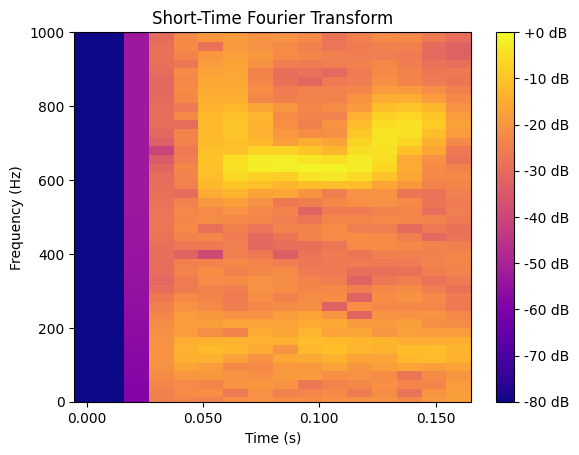 Short-Time Fourier Transform
1000
800
600
400
200
0
Frequency (Hz)
0.000
0.050
0.100
0.150
Time (s)
+0 dB
-10 dB
-20 dB
-30 dB
-40 dB
-50 dB
-60 dB
-70 dB
-80 dB